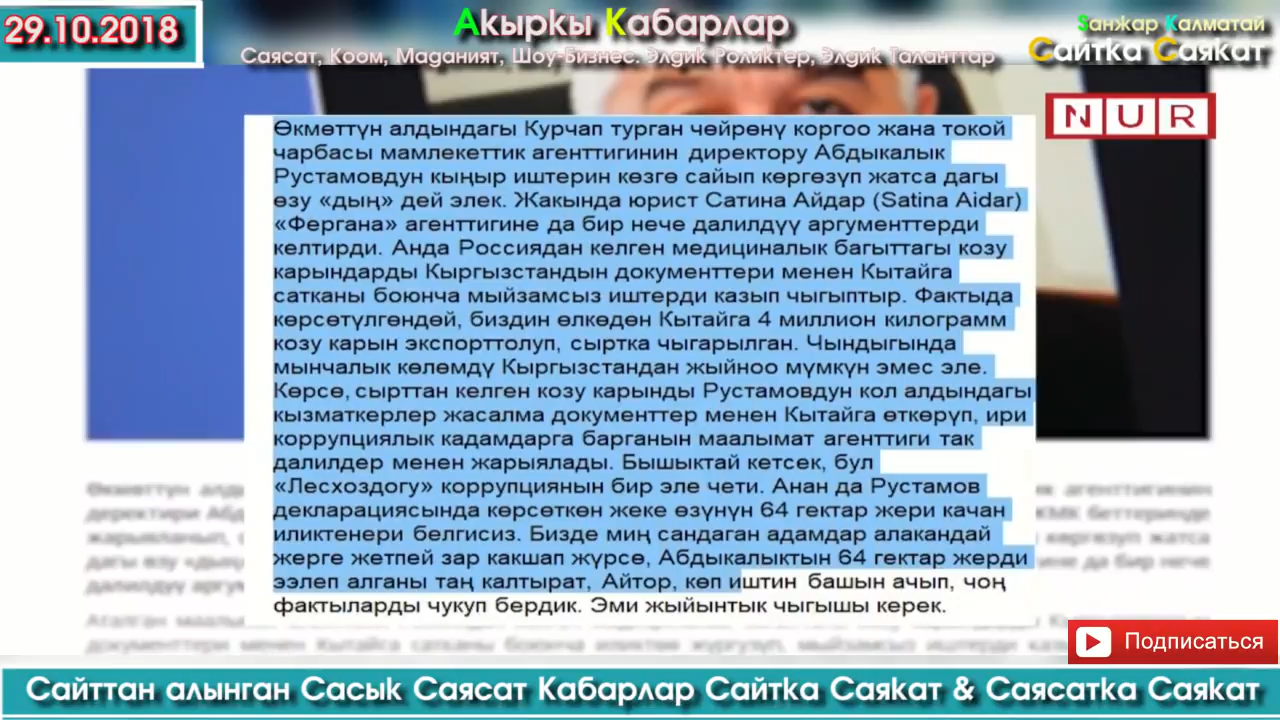 29.10.2018
Акыркы Кабарлар
Саясат, Коом, Маданият, Шоу-Бизнес. Элдик Роликтер, Элдик Таланттар
Sанжар Калматай
Сайтка Саякат
NUR
Өкмөттүн алдындагы Курчап турган чөйрөнү коргоо жана токой
чарбасы мамлекеттик агенттигинин директору Абдыкалык
Рустамовдун кыңыр иштерин көзгө сайып көргөзүп жатса дагы
өзу «дың» дей элек. Жакында юрист Сатина Айдар (Satina Aidar)
«Фергана» агенттигине да бир нече далилдүү аргументтерди
келтирди. Анда Россиядан келген медициналык багыттагы козу
карындарды Кыргызстандын документтери менен Кытайга
сатканы боюнча мыйзамсыз иштерди казып чыгыптыр. Фактыда
көрсөтүлгөндөй, биздин өлкөдөн Кытайга 4 миллион килограмм
козу карын экспорттолуп, сыртка чыгарылган. Чындыгында
мынчалык көлөмдү Кыргызстандан жыйноо мүмкүн эмес эле.
Көрсө, сырттан келген козу карынды Рустамовдун кол алдындагы
кызматкерлер жасалма документтер менен Кытайга өткөрүп, ири
коррупциялык кадамдарга барганын маалымат агенттиги так
далилдер менен жарыялады. Бышыктай кетсек, бул
«Лесхоздогу» коррупциянын бир эле чети. Анан да Рустамов
декларациясында көрсөткөн жеке өзүнүн 64 гектар жери качан
иликтенери белгисиз. Бизде миң сандаган адамдар алакандай
жерге жетпей зар какшап жүрсө, Абдыкалыктын 64 гектар жерди
ээлеп алганы таң калтырат, Айтор, көп иштин башын ачып, чоң
фактыларды чукуп бердик. Эми жыйынтык чыгышы керек.
Подписаться
Сайттан алынган Сасык Саясат Кабарлар Сайтка Саякат & Саясатка Саякат